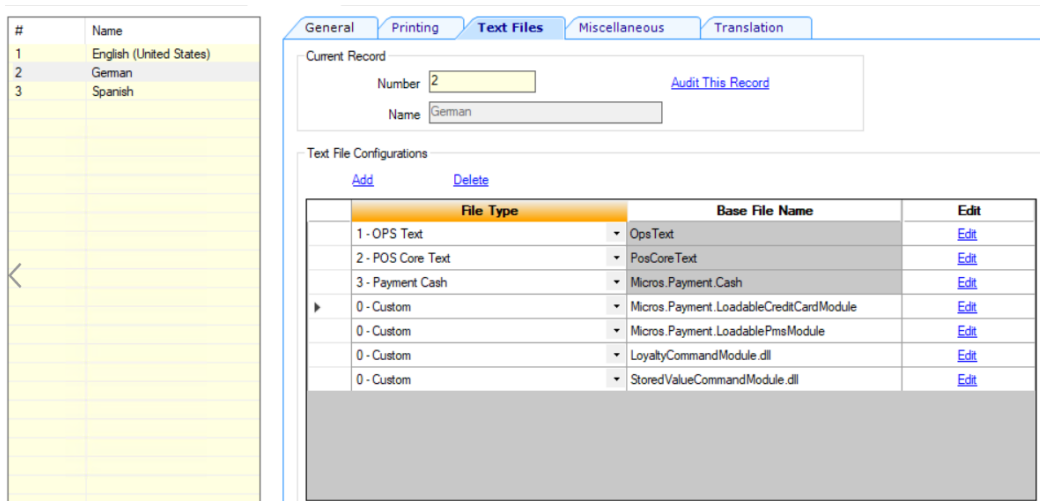 # Name
1 English (United States)
2 German
3 Spanish
General Printing Text Files Miscellaneous Translation
Current Record
Number 2 Audit This Record
Name German
Text File Configurations
Add Delete
File Type Base File Name Edit
1 - OPS Text OpsText Edit
2 - POS Core Text PosCoreText Edit
3 - Payment Cash Micros.Payment.Cash Edit
0 - Custom Micros.Payment.LoadableCreditCardModule Edit
0 - Custom Micros.Payment.LoadablePmsModule Edit
0 - Custom LoyaltyCommandModule.dll Edit
0 - Custom StoredValueCommandModule.dll Edit